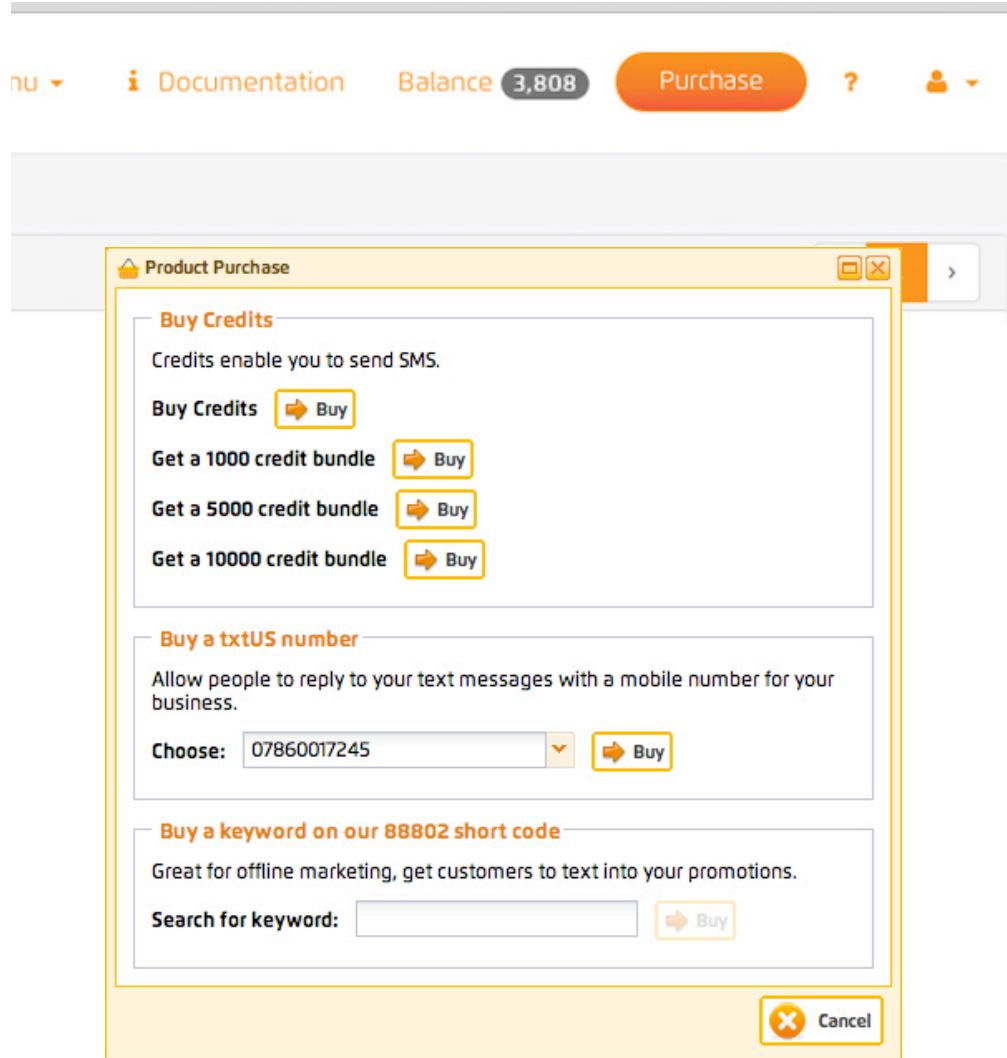 Documentation Balance 3,808 Purchase ?
Product Purchase
Buy Credits
Credits enable you to send SMS.
Buy Credits Buy
Get a 1000 credit bundle Buy
Get a 5000 credit bundle Buy
Get a 10000 credit bundle Buy
Buy a txtUS number
Allow people to reply to your text messages with a mobile number for your
business.
Choose: 07860017245 Buy
Buy a keyword on our 88802 short code
Great for offline marketing, get customers to text into your promotions.
Search for keyword: Buy
Cancel